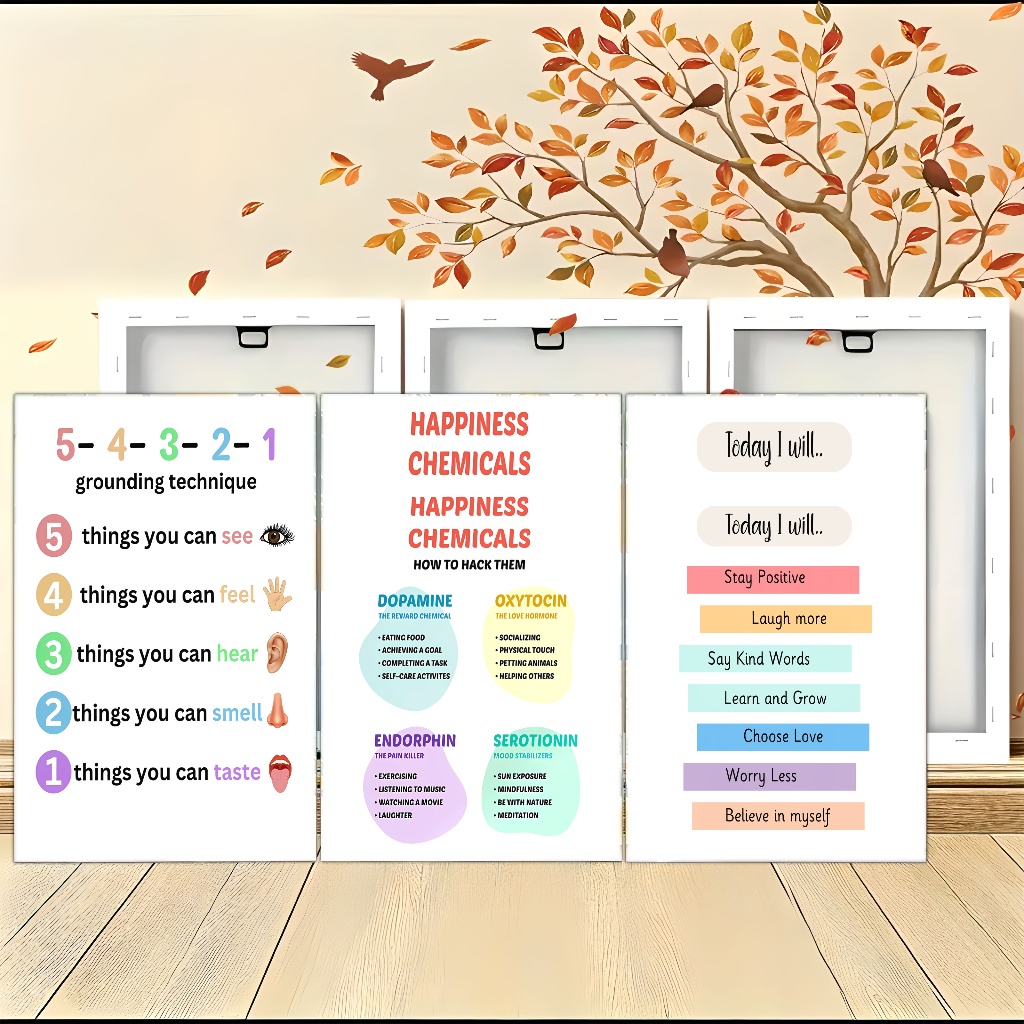 5- 4- 3- 2- 1
grounding technique
5 things you can see
4 things you can feel
3 things you can hear
2 things you can smell
1 things you can taste
HAPPINESS
CHEMICALS
HAPPINESS
CHEMICALS
HOW TO HACK THEM
DOPAMINE
THE REWARD CHEMICAL
• EATING FOOD
• ACHIEVING A GOAL
• COMPLETING A TASK
• SELF-CARE ACTIVITES
OXYTOCIN
THE LOVE HORMONE
• SOCIALIZING
• PHYSICAL TOUCH
• PETTING ANIMALS
• HELPING OTHERS
ENDORPHIN
THE PAIN KILLER
• EXERCISING
• LISTENING TO MUSIC
• WATCHING A MOVIE
• LAUGHTER
SEROTIONIN
MOOD STABILIZERS
• SUN EXPOSURE
• MINDFULNESS
• BE WITH NATURE
• MEDITATION
Today I will..
Today I will..
Stay Positive
Laugh more
Say Kind Words
Learn and Grow
Choose Love
Worry Less
Believe in myself